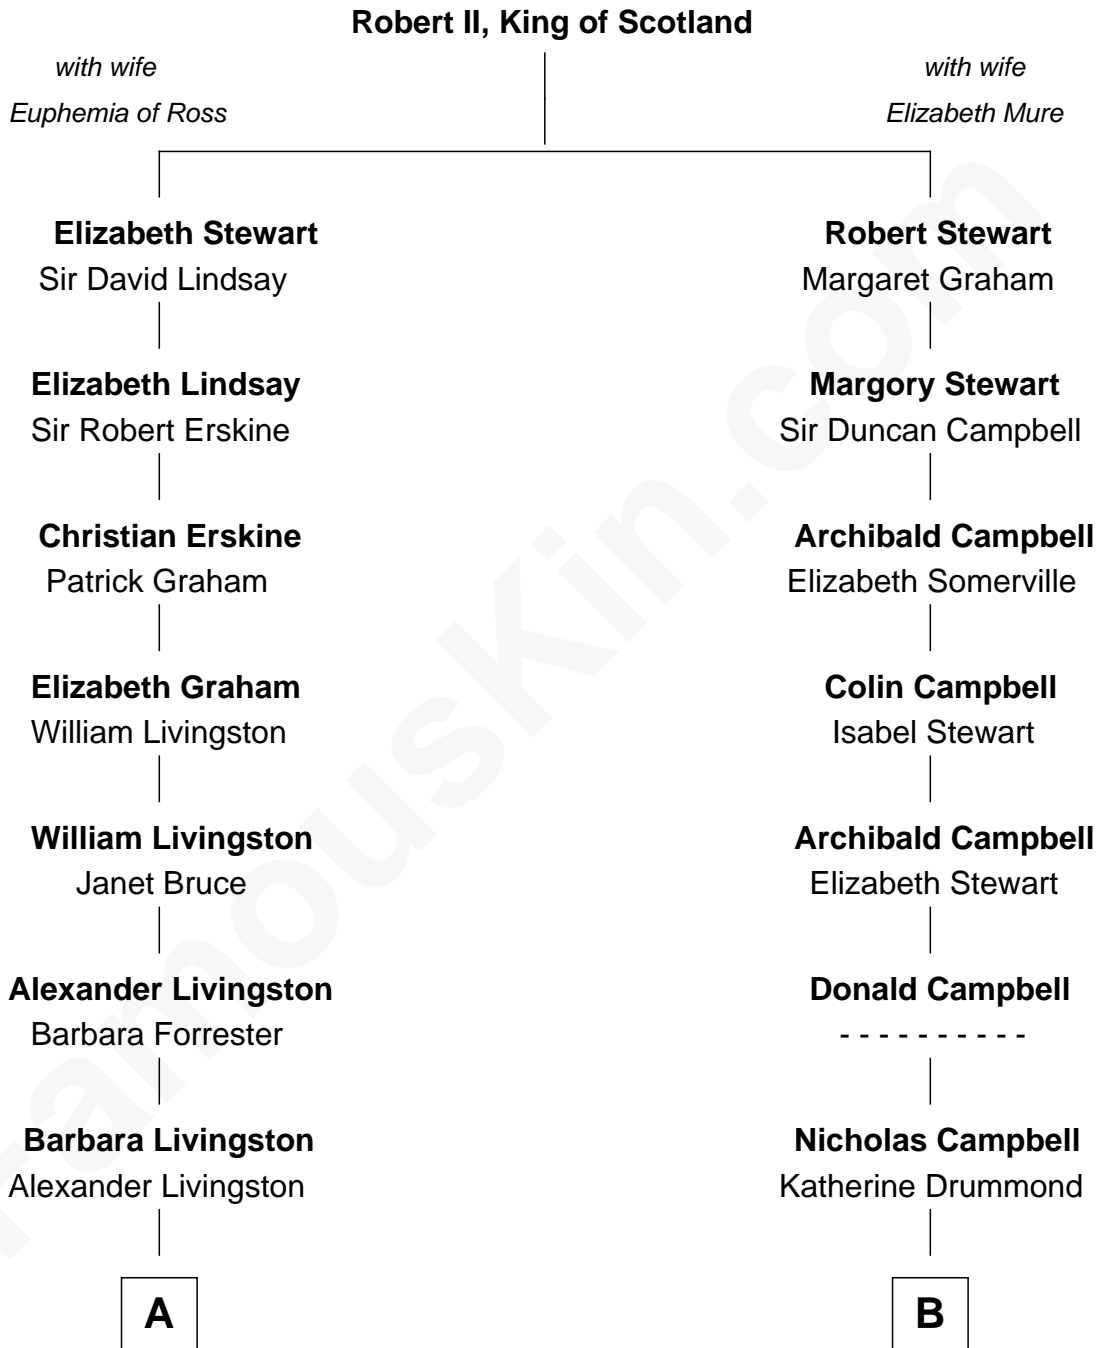 Robert II, King of Scotland
with wife
Euphemia of Ross
with wife
Elizabeth Mure
Elizabeth Stewart
Sir David Lindsay
Robert Stewart
Margaret Graham
Elizabeth Lindsay
Sir Robert Erskine
Margory Stewart
Sir Duncan Campbell
Christian Erskine
Patrick Graham
Archibald Campbell
Elizabeth Somerville
Elizabeth Graham
William Livingston
Colin Campbell
Isabel Stewart
William Livingston
Janet Bruce
Archibald Campbell
Elizabeth Stewart
Alexander Livingston
Barbara Forrester
Donald Campbell
- - - - - - - - - -
Barbara Livingston
Alexander Livingston
Nicholas Campbell
Katherine Drummond
A
B
FamousKin.com